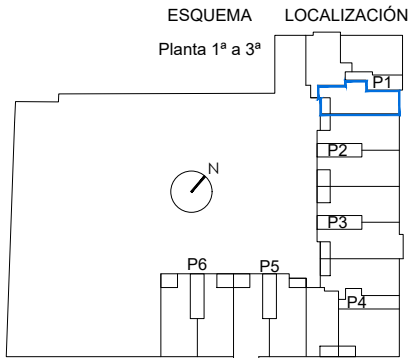 ESQUEMA LOCALIZACIÓN
Planta 1ª a 3ª
P1
P2
N
P3
P6 P5
P4